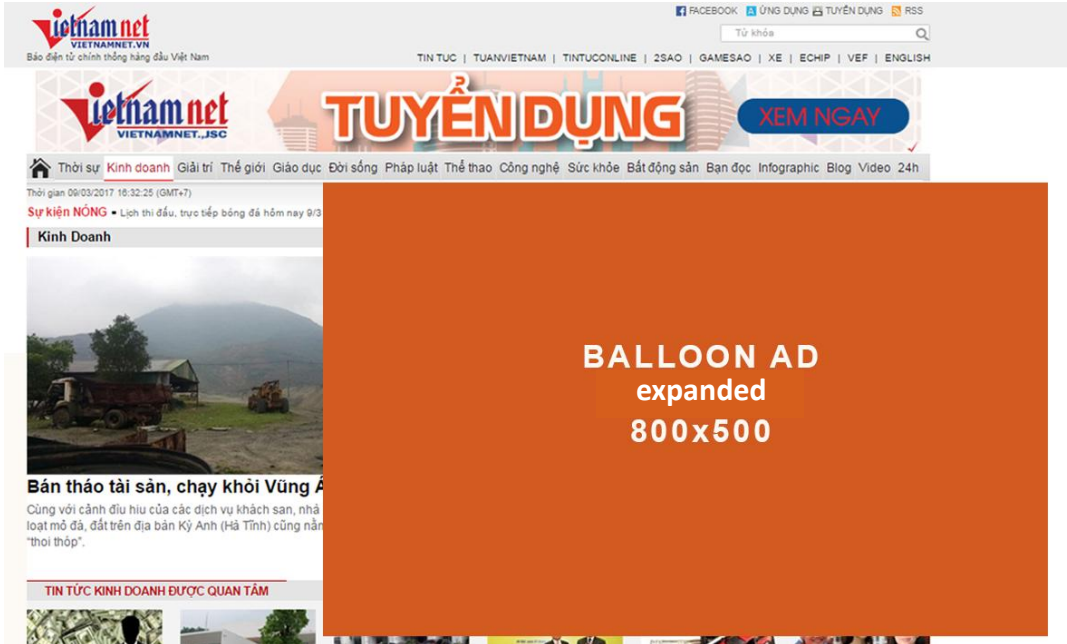 FACEBOOK ỨNG DỤNG TUYỂN DỤNG RSS
Vietnamnet
VIETNAMNET.VN
Từ khóa
Báo điện tử chính thống hàng đầu Việt Nam
TIN TỨC | TUANVIETNAM | TINTUCONLINE | 2SAO | GAMESAO | XE | ECHIP | VEF | ENGLISH
Vietnamnet
VIETNAMNET.,JSC
TUYỂN DỤNG
XEM NGAY
Thời sự Kinh doanh Giải trí Thế giới Giáo dục Đời sống Pháp luật Thể thao Công nghệ Sức khỏe Bất động sản Bạn đọc Infographic Blog Video 24h
Thời gian 09/03/2017 16:32:25 (GMT+7)
Sự kiện NÓNG • Lịch thi đấu, trực tiếp bóng đá hôm nay 9/3
Kinh Doanh
BALLOON AD
expanded
800x500
Bán tháo tài sản, chạy khỏi Vũng
Cùng với cảnh đìu hiu của các dịch vụ khách sạn, nhà
loạt mỏ đá, đất trên địa bàn Kỳ Anh (Hà Tĩnh) cũng nằm
"thoi thóp".
TIN TỨC KINH DOANH ĐƯỢC QUAN TÂM